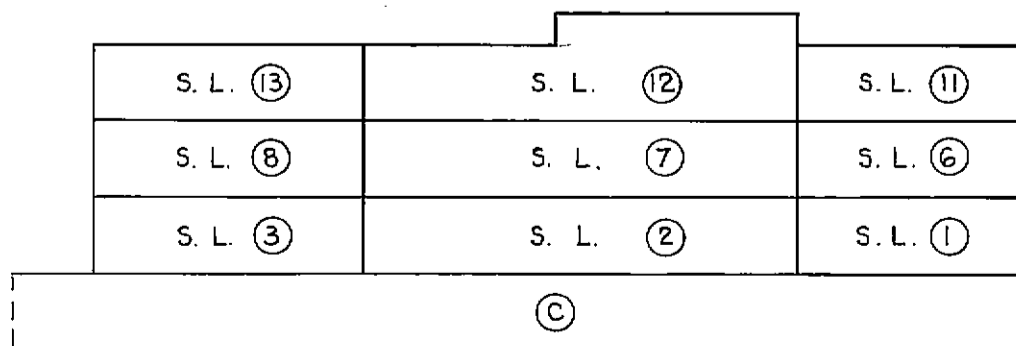 S. L. 13 S. L. 12 S. L. 11
S. L. 8 S. L. 7 S. L. 6
S. L. 3 S. L. 2 S. L. 1
C